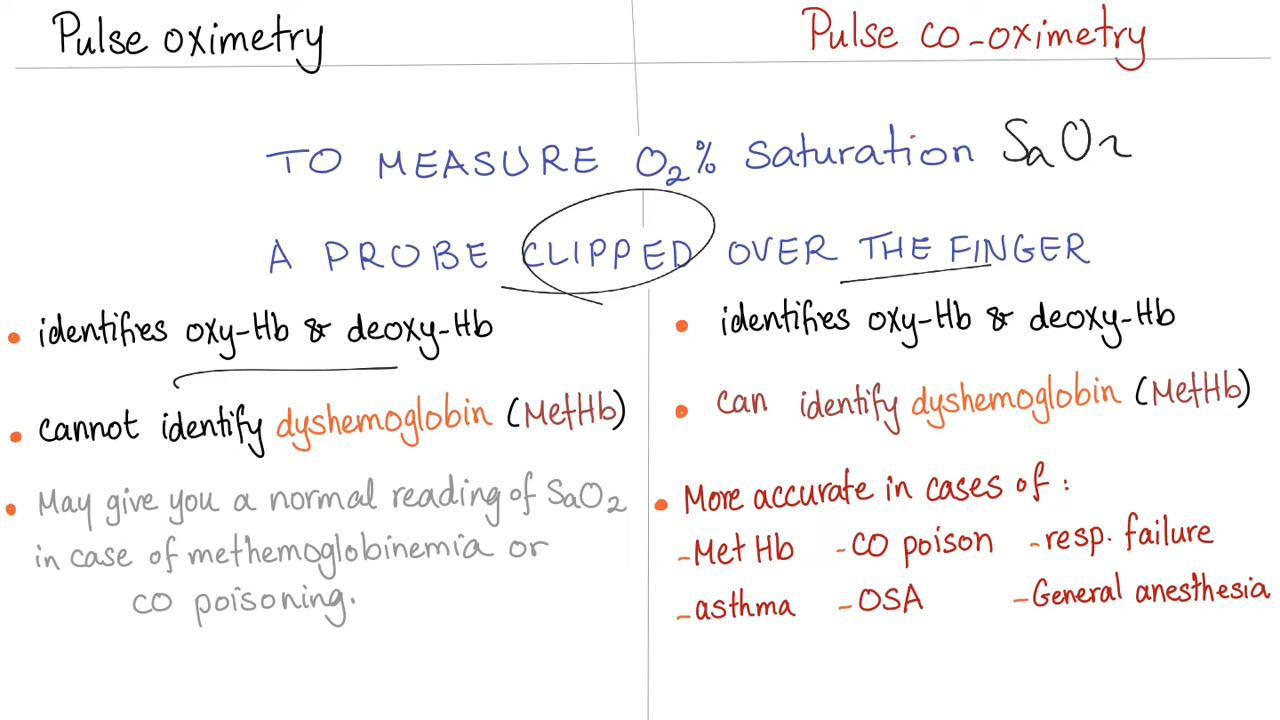 Pulse oximetry
Pulse co-oximetry
TO MEASURE O2% saturation SaO2
A PROBE CLIPPED OVER THE FINGER
• identifies oxy-Hb & deoxy-Hb
• cannot identify dyshemoglobin (MetHb)
• May give you a normal reading of SaO2
in case of methemoglobinemia or
CO poisoning.
• identifies oxy-Hb & deoxy-Hb
• can identify dyshemoglobin (MetHb)
• More accurate in cases of :
-Met Hb -CO poison -resp. failure
-asthma -OSA -General anesthesia